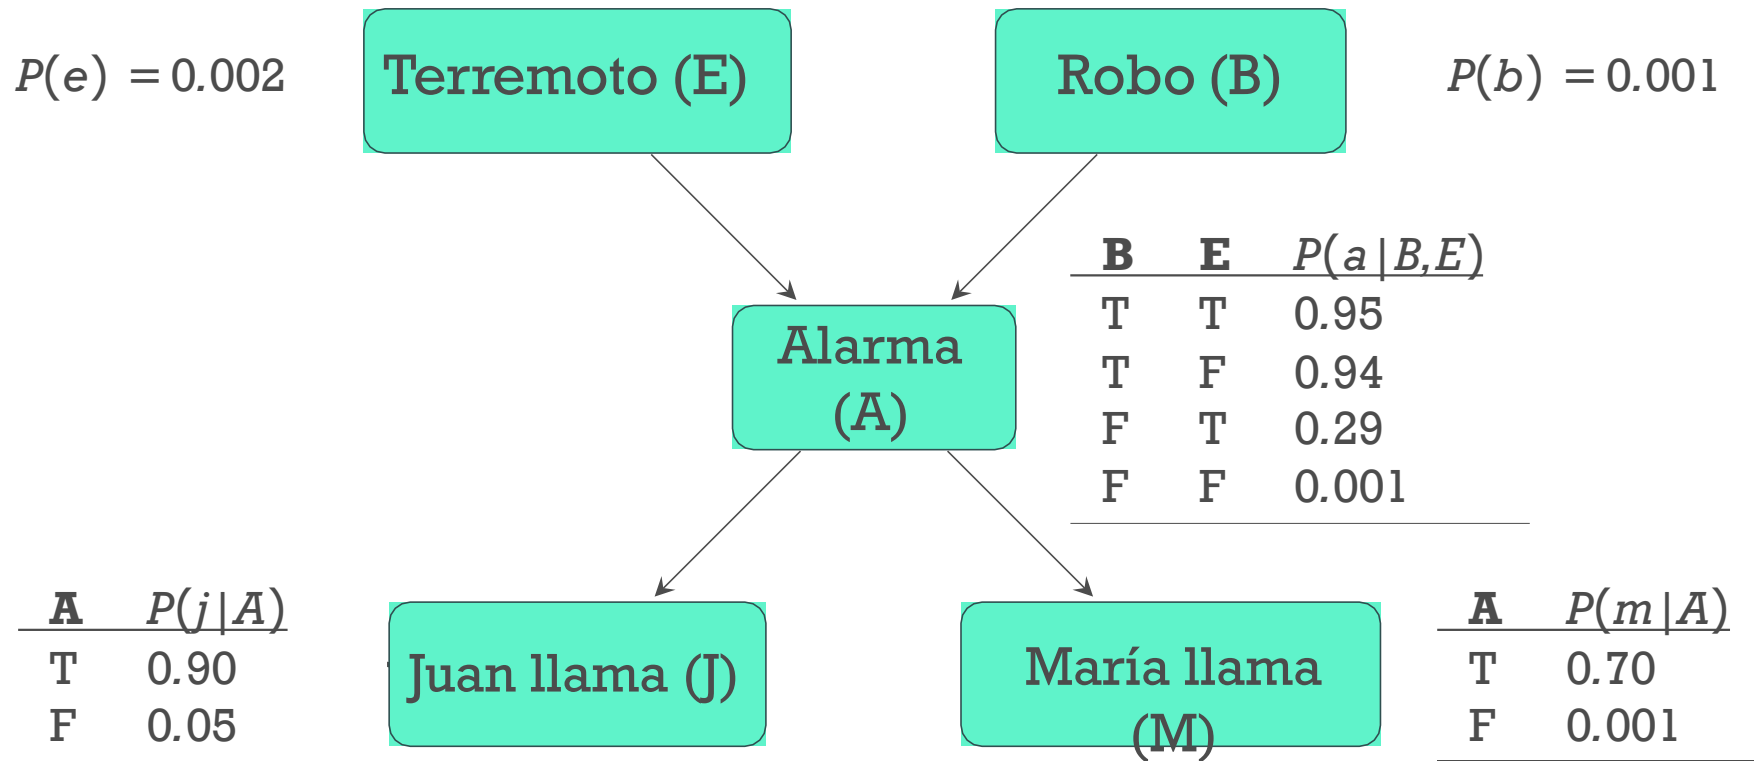 P(e) = 0.002
Terremoto (E)
Robo (B)
P(b) = 0.001
B E P(a|B,E)
T T 0.95
T F 0.94
F T 0.29
F F 0.001
Alarma
(A)
A P(j|A)
T 0.90
F 0.05
Juan llama (J)
María llama
(M)
A P(m|A)
T 0.70
F 0.001